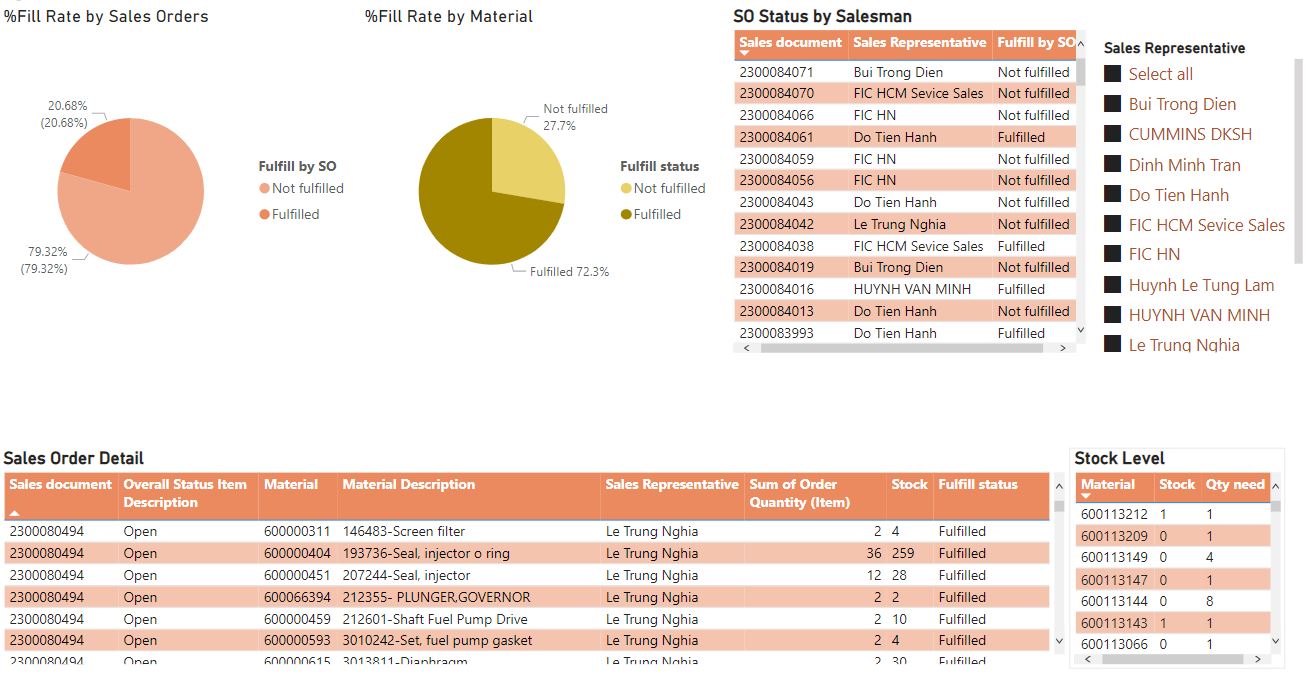 %Fill Rate by Sales Orders
20.68%
(20.68%)
79.32%
(79.32%)
Fulfill by SO
Not fulfilled
Fulfilled
%Fill Rate by Material
Not fulfilled
27.7%
Fulfilled 72.3%
Fulfill status
Not fulfilled
Fulfilled
SO Status by Salesman
Sales document Sales Representative Fulfill by SO
2300084071 Bui Trong Dien Not fulfilled
2300084070 FIC HCM Sevice Sales Not fulfilled
2300084066 FIC HN Not fulfilled
2300084061 Do Tien Hanh Fulfilled
2300084059 FIC HN Not fulfilled
2300084056 FIC HN Not fulfilled
2300084043 Do Tien Hanh Not fulfilled
2300084042 Le Trung Nghia Not fulfilled
2300084038 FIC HCM Sevice Sales Fulfilled
2300084019 Bui Trong Dien Not fulfilled
2300084016 HUYNH VAN MINH Fulfilled
2300084013 Do Tien Hanh Not fulfilled
2300083993 Do Tien Hanh Fulfilled
Sales Representative
Select all
Bui Trong Dien
CUMMINS DKSH
Dinh Minh Tran
Do Tien Hanh
FIC HCM Sevice Sales
FIC HN
Huynh Le Tung Lam
HUYNH VAN MINH
Le Trung Nghia
Sales Order Detail
Sales document Overall Status Item Material Material Description Sales Representative Sum of Order Stock Fulfill status
Description Quantity (Item)
2300080494 Open 600000311 146483-Screen filter Le Trung Nghia 2 4 Fulfilled
2300080494 Open 600000404 193736-Seal, injector o ring Le Trung Nghia 36 259 Fulfilled
2300080494 Open 600000451 207244-Seal, injector Le Trung Nghia 12 28 Fulfilled
2300080494 Open 600066394 212355- PLUNGER,GOVERNOR Le Trung Nghia 2 2 Fulfilled
2300080494 Open 600000459 212601-Shaft Fuel Pump Drive Le Trung Nghia 2 10 Fulfilled
2300080494 Open 600000593 3010242-Set, fuel pump gasket Le Trung Nghia 2 4 Fulfilled
2300080494 Open 600000615 3013811-Diaphragm Le Trung Nghia 2 30 Fulfilled
Stock Level
Material Stock Qty need
600113212 1 1
600113209 0 1
600113149 0 4
600113147 0 1
600113144 0 8
600113143 1 1
600113066 0 1